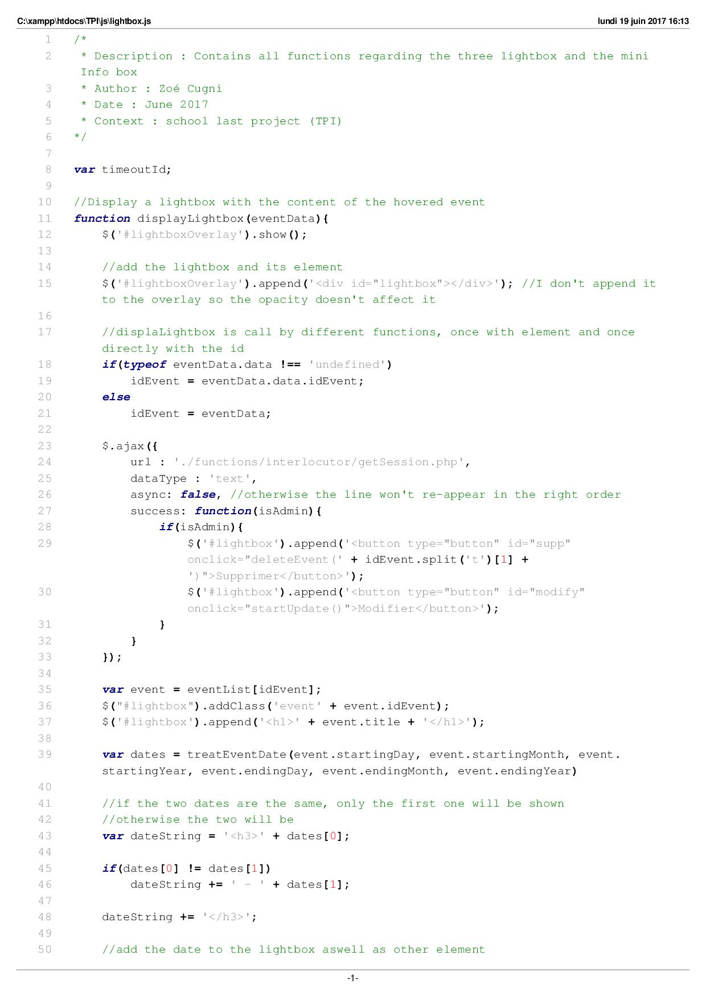 C:\xampp\htdocs\TPI\js\lightbox.js lundi 19 juin 2017 16:13
1 /*
2 * Description : Contains all functions regarding the three lightbox and the mini
Info box
3 * Author : Zoé Cugni
4 * Date : June 2017
5 * Context : school last project (TPI)
6 */
7
8 var timeoutId;
9
10 //Display a lightbox with the content of the hovered event
11 function displayLightbox(eventData){
12 $('#lightboxOverlay').show();
13
14 //add the lightbox and its element
15 $('#lightboxOverlay').append('<div id="lightbox"></div>'); //I don't append it
to the overlay so the opacity doesn't affect it
16
17 //displaLightbox is call by different functions, once with element and once
directly with the id
18 if(typeof eventData.data !== 'undefined')
19 idEvent = eventData.data.idEvent;
20 else
21 idEvent = eventData;
22
23 $.ajax({
24 url : './functions/interlocutor/getSession.php',
25 dataType : 'text',
26 async: false, //otherwise the line won't re-appear in the right order
27 success: function(isAdmin){
28 if(isAdmin){
29 $('#lightbox').append('<button type="button" id="supp"
onclick="deleteEvent(' + idEvent.split('t')[1] +
')">Supprimer</button>');
30 $('#lightbox').append('<button type="button" id="modify"
onclick="startUpdate()">Modifier</button>');
31 }
32 }
33 });
34
35 var event = eventList[idEvent];
36 $("#lightbox").addClass('event' + event.idEvent);
37 $('#lightbox').append('<h1>' + event.title + '</h1>');
38
39 var dates = treatEventDate(event.startingDay, event.startingMonth, event.
startingYear, event.endingDay, event.endingMonth, event.endingYear)
40
41 //if the two dates are the same, only the first one will be shown
42 //otherwise the two will be
43 var dateString = '<h3>' + dates[0];
44
45 if(dates[0] != dates[1])
46 dateString += ' - ' + dates[1];
47
48 dateString += '</h3>';
49
50 //add the date to the lightbox aswell as other element
-1-